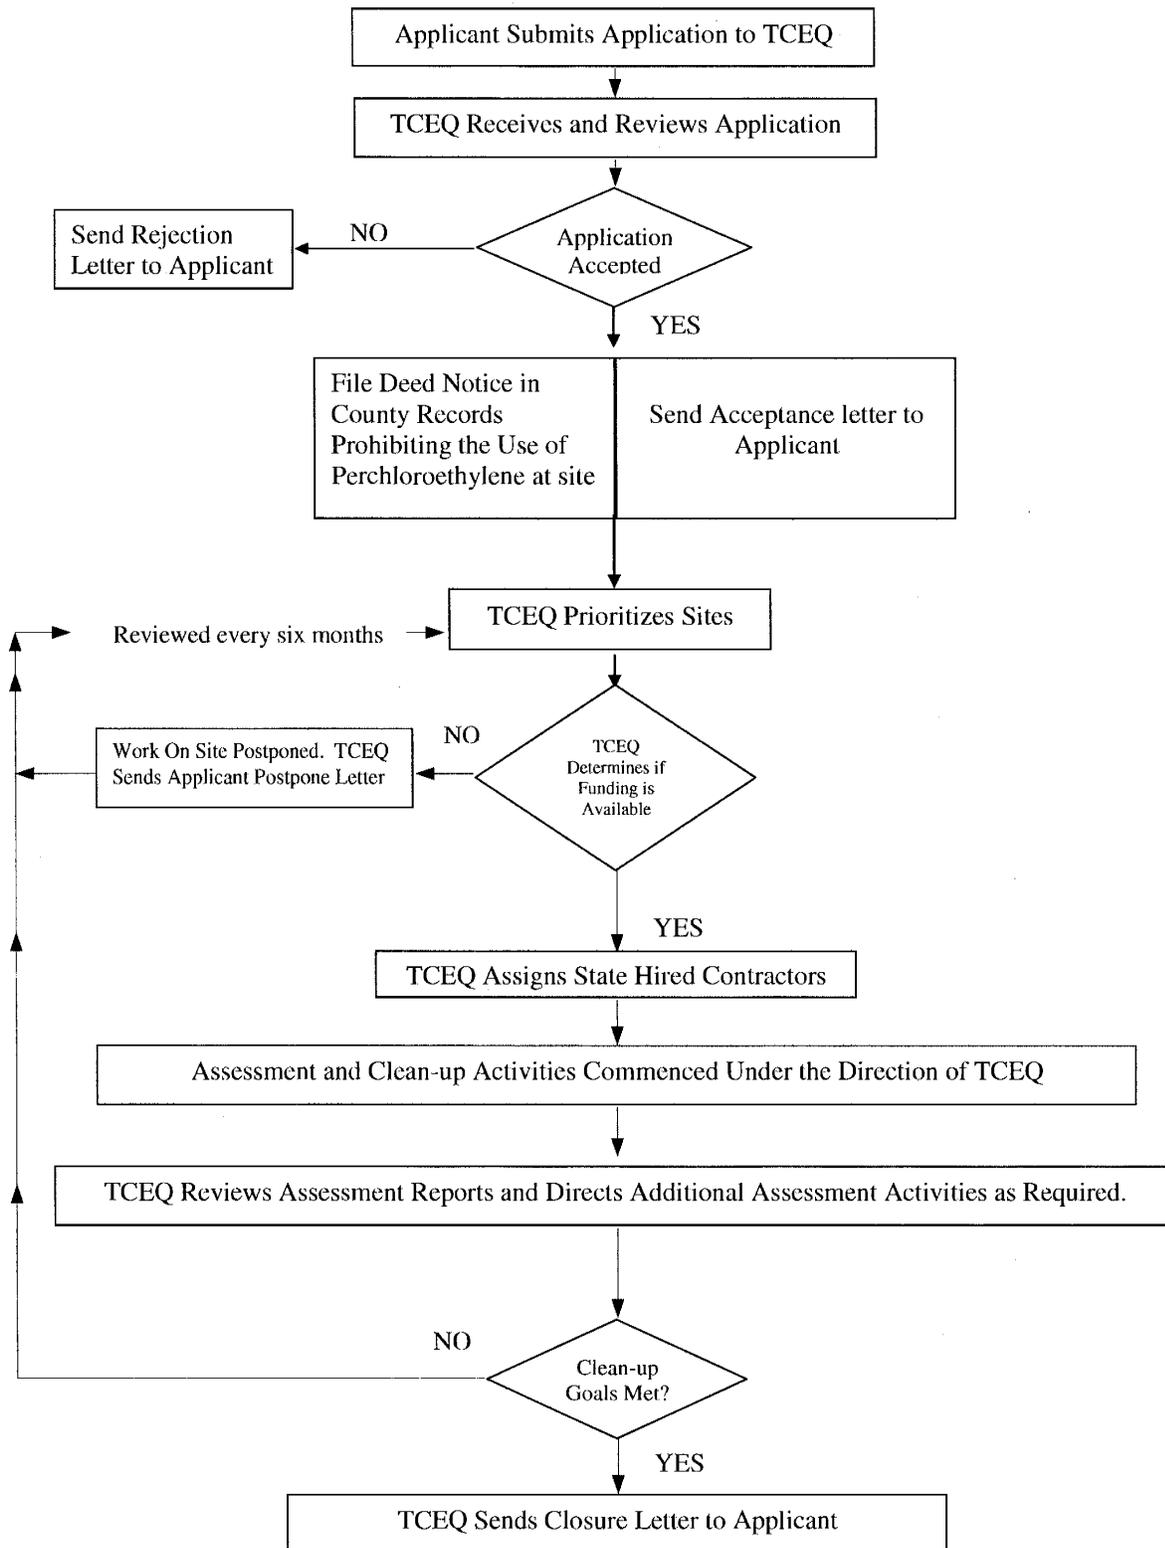 Applicant Submits Application to TCEQ
TCEQ Receives and Reviews Application
Send Rejection
Letter to Applicant
NO
Application
Accepted
YES
File Deed Notice in
County Records
Prohibiting the Use of
Perchloroethylene at site
Send Acceptance letter to
Applicant
TCEQ Prioritizes Sites
Reviewed every six months
NO
Work On Site Postponed. TCEQ
Sends Applicant Postpone Letter
TCEQ
Determines if
Funding is
Available
YES
TCEQ Assigns State Hired Contractors
Assessment and Clean-up Activities Commenced Under the Direction of TCEQ
TCEQ Reviews Assessment Reports and Directs Additional Assessment Activities as Required.
NO
Clean-up
Goals Met?
YES
TCEQ Sends Closure Letter to Applicant